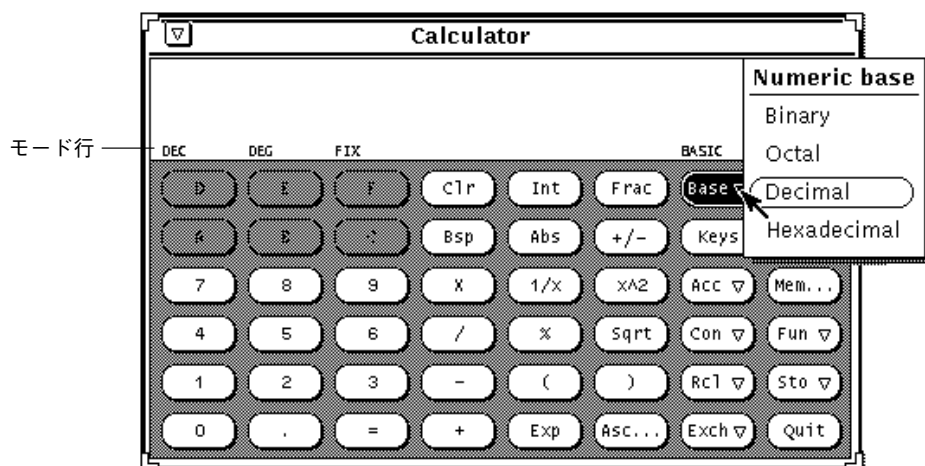 Calculator
Numeric base
Binary
Octal
Decimal
Hexadecimal
モード行
DEC DEG FIX BASIC
D E F Clr Int Frac Base
A Bsp Abs +/- Keys
7 8 9 X 1/x x^2 Acc Mem...
4 5 6 / % Sqrt Con Fun
1 2 3 - ( ) Rcl Sto
0 . = + Exp Asc... Exch Quit